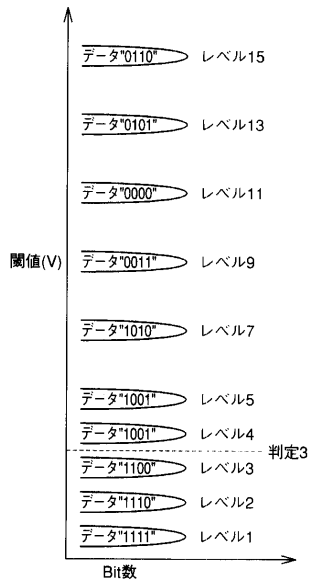 データ"0110" レベル15
データ"0101" レベル13
データ"0000" レベル11
閾値(V)
データ"0011" レベル9
データ"1010" レベル7
データ"1001" レベル5
データ"1001" レベル4
判定3
データ"1100" レベル3
データ"1110" レベル2
データ"1111" レベル1
Bit数